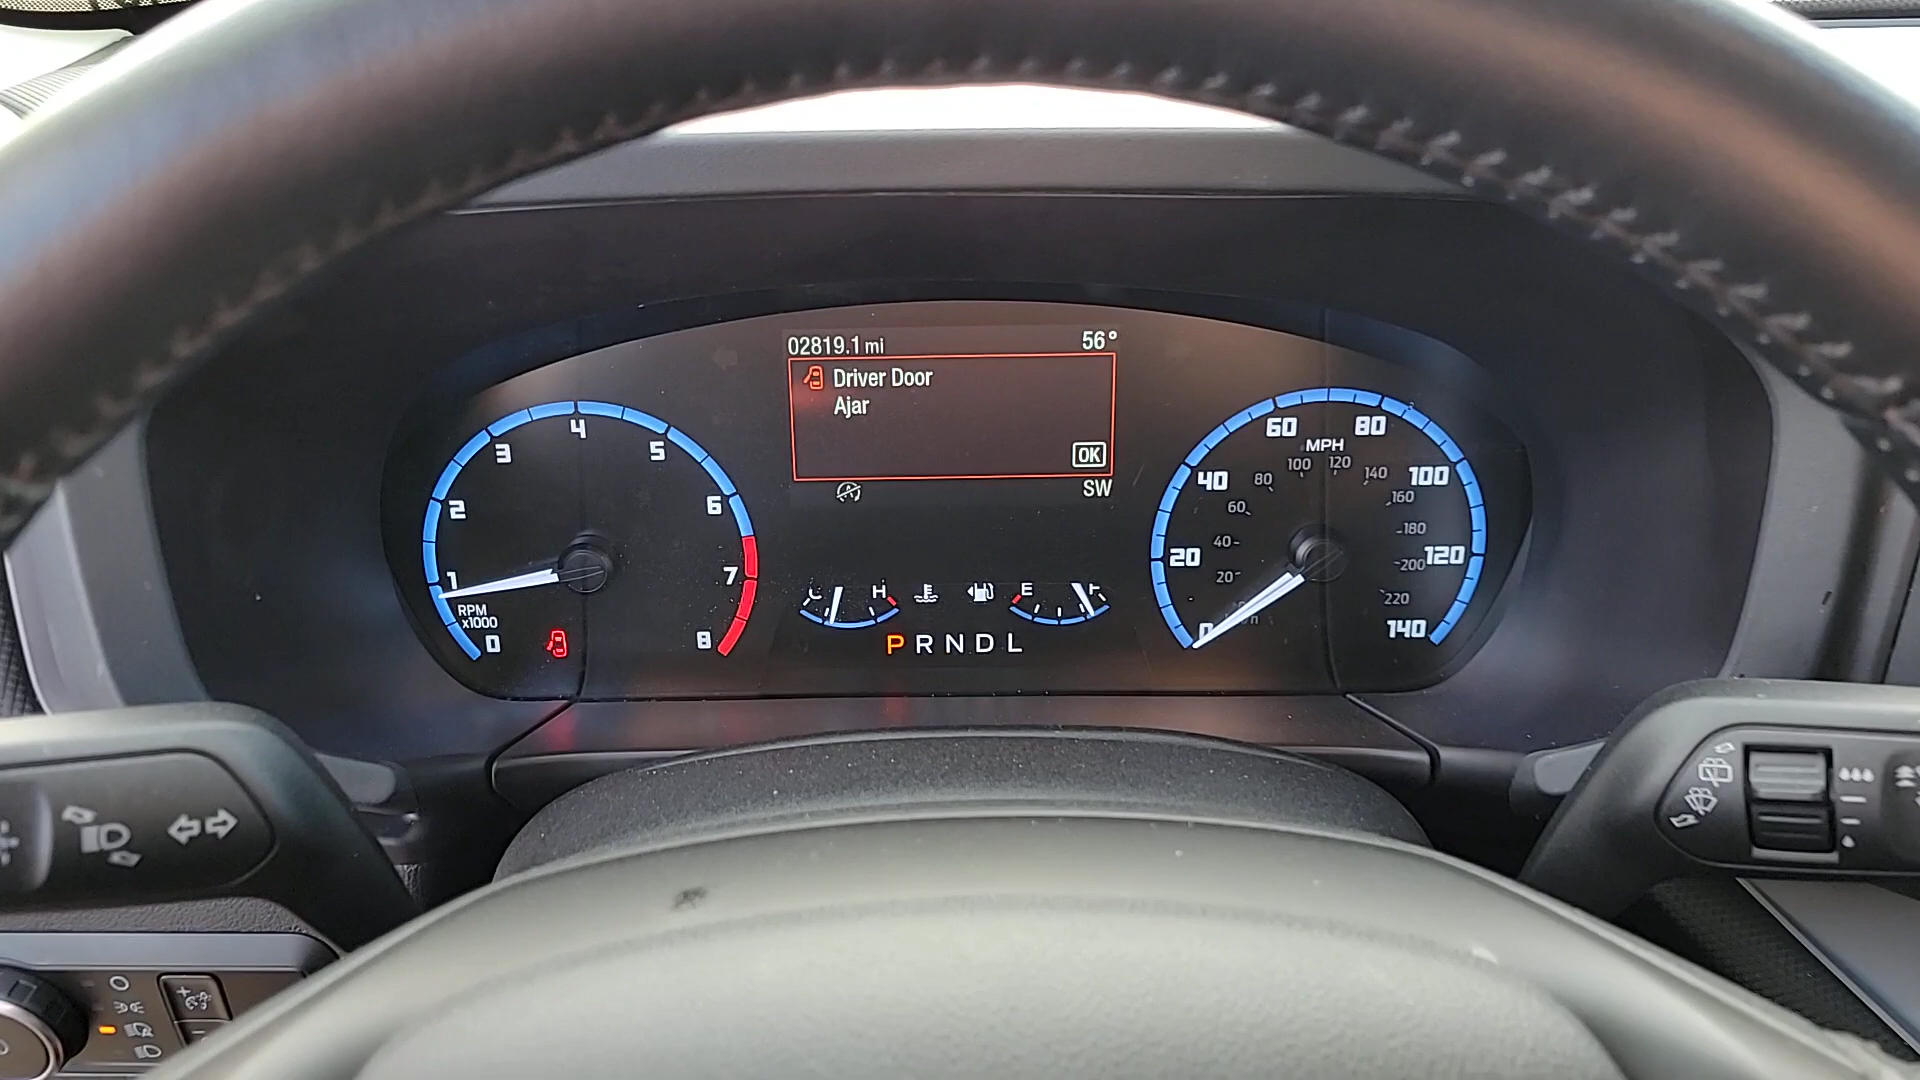 02819.1 mi 56°
Driver Door
Ajar
OK
SW
0 1 2 3 4 5 6 7 8
RPM
x1000
C H E F
P R N D L
0 20 40 60 80 100 120 140
MPH
20 40 60 80 100 120 140 160 180 200 220